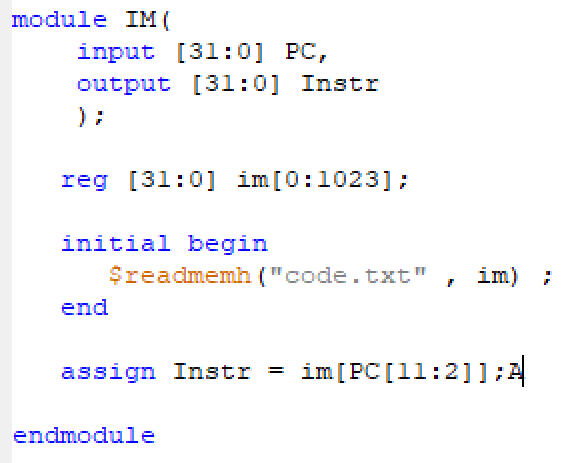 module IM(
input [31:0] PC,
output [31:0] Instr
);
reg [31:0] im[0:1023];
initial begin
$readmemh("code.txt" , im) ;
end
assign Instr = im[PC[11:2]];A
endmodule